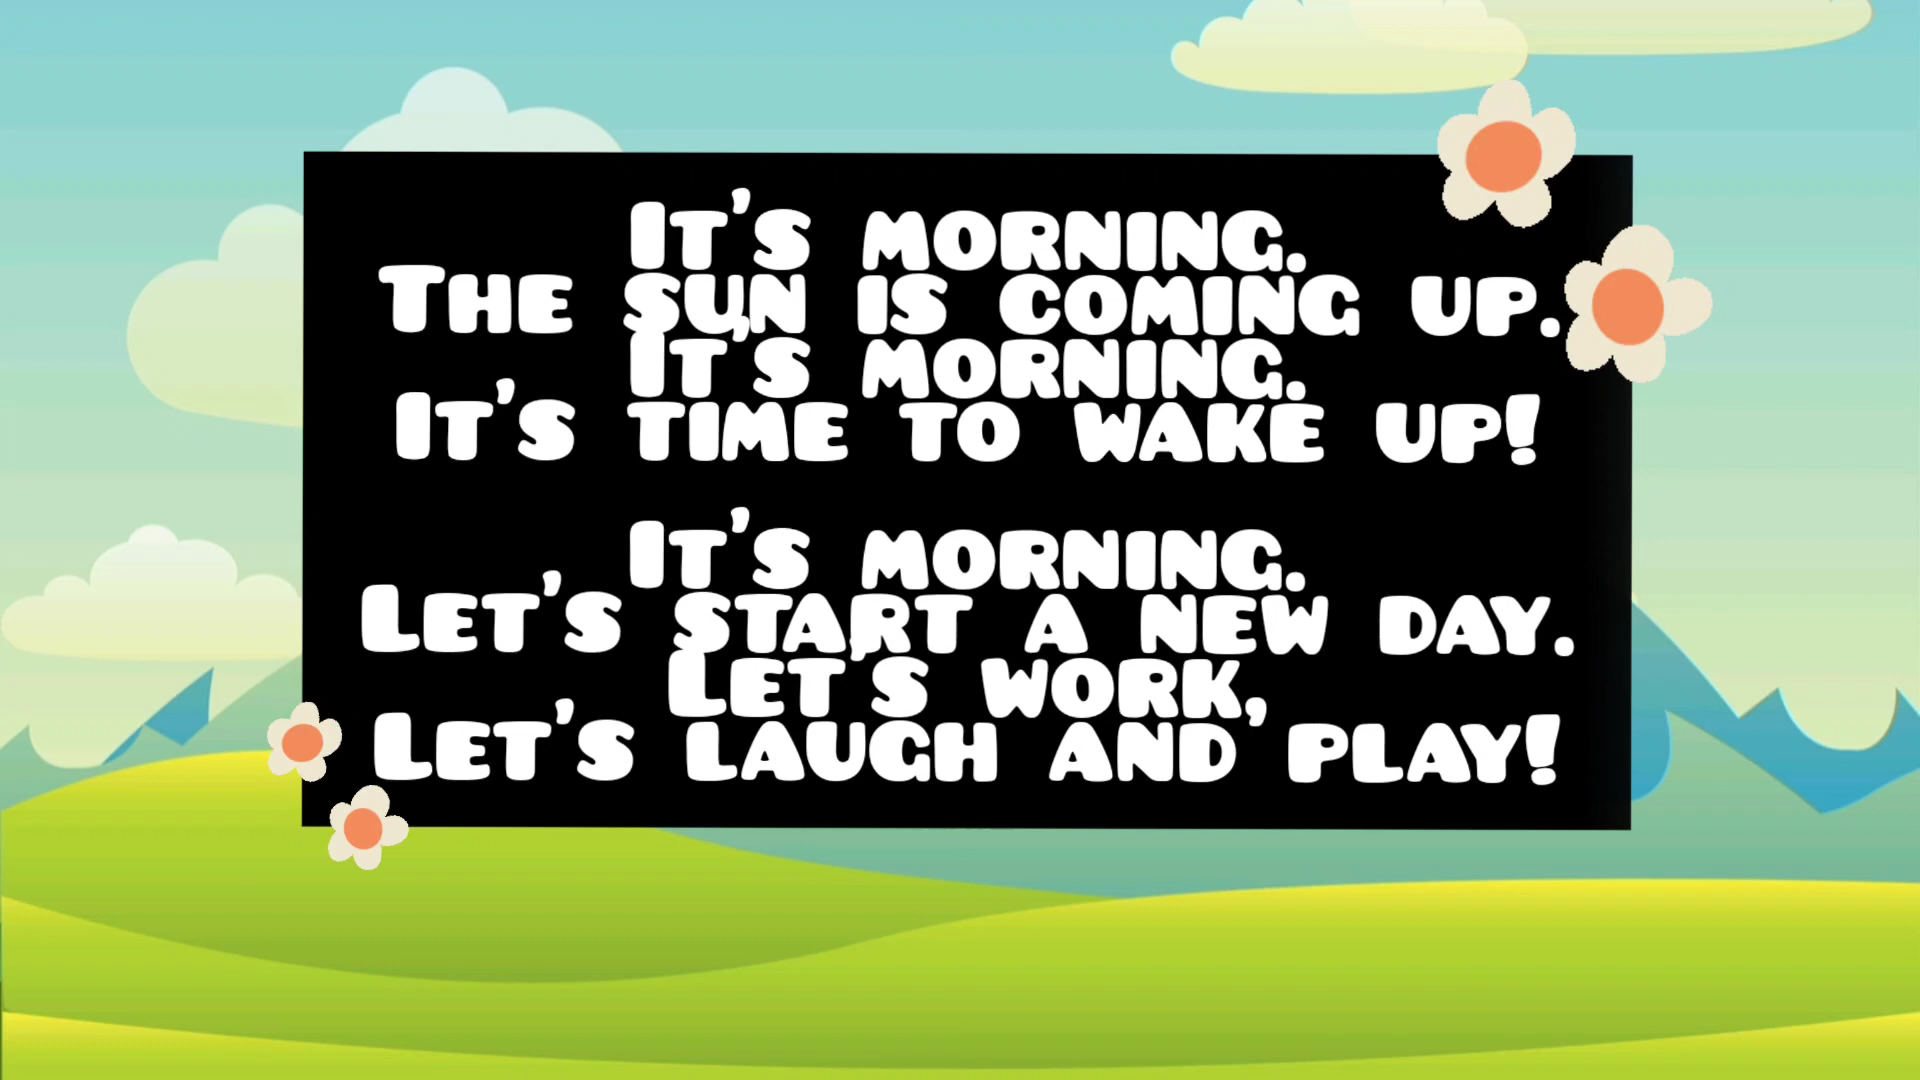 It's morning.
The sun is coming up.
It's morning.
It's time to wake up!
It's morning.
Let's start a new day.
Let's work,
Let's laugh and play!